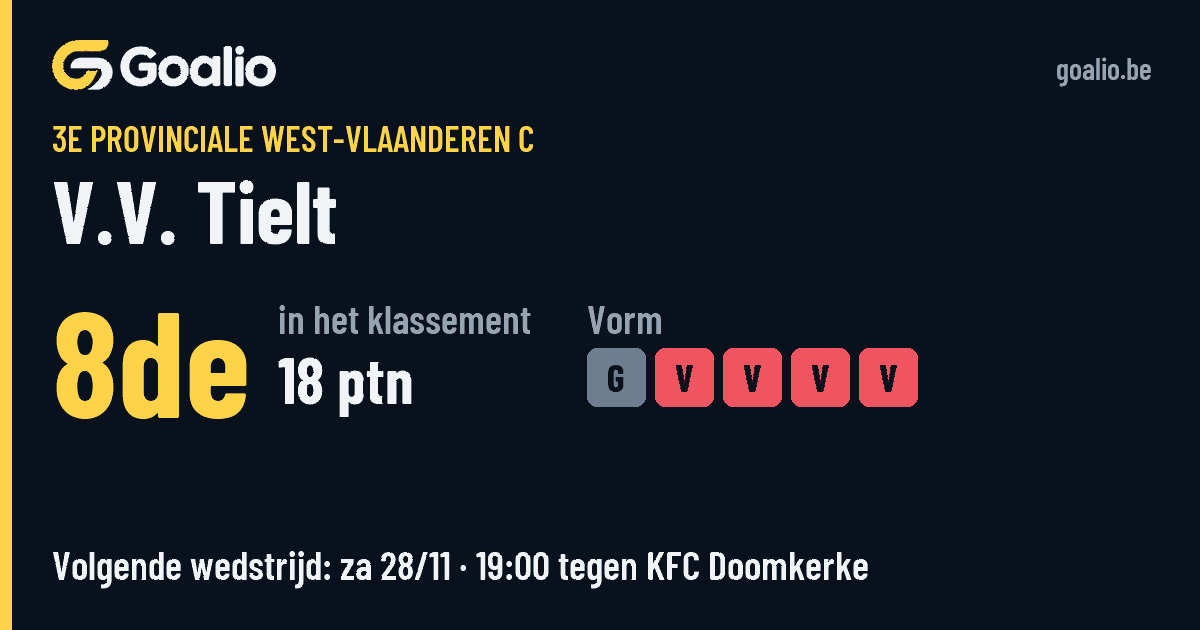 Goalio
goalio.be
3E PROVINCIALE WEST-VLAANDEREN C
V.V. Tielt
8de
in het klassement
18 ptn
Vorm
G V V V V
Volgende wedstrijd: za 28/11 · 19:00 tegen KFC Doomkerke